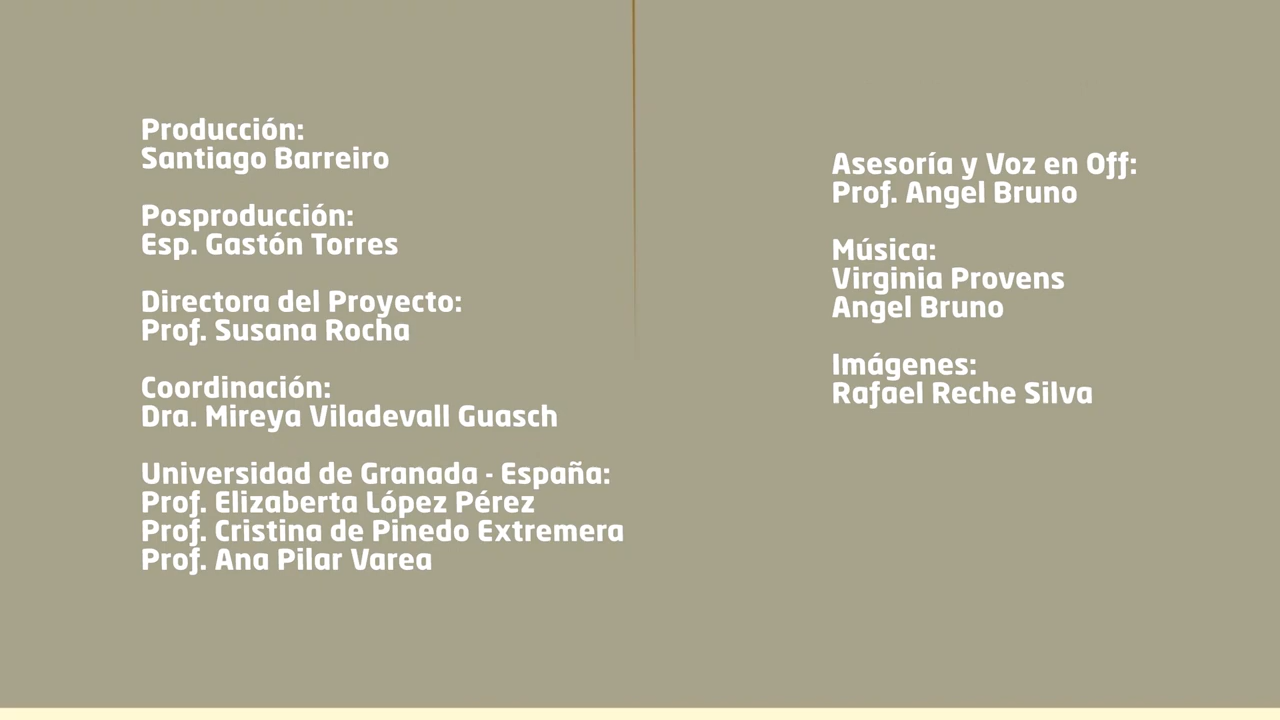 Producción:
Santiago Barreiro
Posproducción:
Esp. Gastón Torres
Directora del Proyecto:
Prof. Susana Rocha
Coordinación:
Dra. Mireya Viladevall Guasch
Universidad de Granada - España:
Prof. Elizaberta López Pérez
Prof. Cristina de Pinedo Extremera
Prof. Ana Pilar Varea
Asesoría y Voz en Off:
Prof. Angel Bruno
Música:
Virginia Provens
Angel Bruno
Imágenes:
Rafael Reche Silva